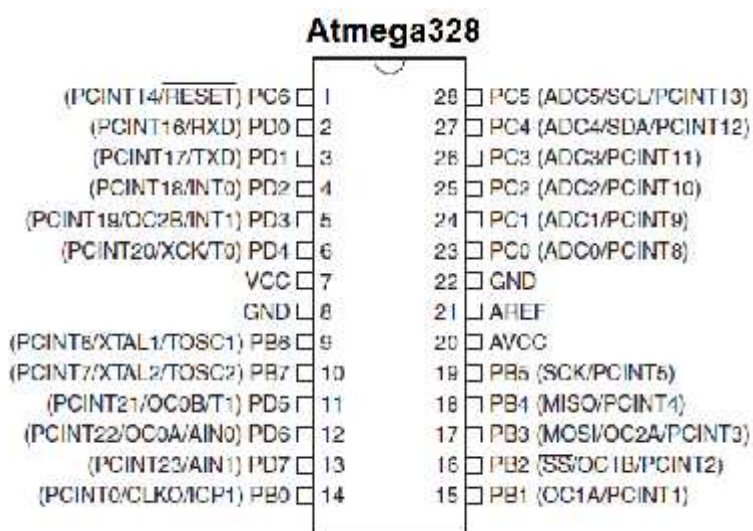 Atmega328
(PCINT14/RESET) PC6 1 28 PC5 (ADC5/SCL/PCINT13)
(PCINT16/RXD) PD0 2 27 PC4 (ADC4/SDA/PCINT12)
(PCINT17/TXD) PD1 3 26 PC3 (ADC3/PCINT11)
(PCINT18/INT0) PD2 4 25 PC2 (ADC2/PCINT10)
(PCINT19/OC2B/INT1) PD3 5 24 PC1 (ADC1/PCINT9)
(PCINT20/XCK/T0) PD4 6 23 PC0 (ADC0/PCINT8)
VCC 7 22 GND
GND 8 21 AREF
(PCINT6/XTAL1/TOSC1) PB6 9 20 AVCC
(PCINT7/XTAL2/TOSC2) PB7 10 19 PB5 (SCK/PCINT5)
(PCINT21/OC0B/T1) PD5 11 18 PB4 (MISO/PCINT4)
(PCINT22/OC0A/AIN0) PD6 12 17 PB3 (MOSI/OC2A/PCINT3)
(PCINT23/AIN1) PD7 13 16 PB2 (SS/OC1B/PCINT2)
(PCINT0/CLKO/ICP1) PB0 14 15 PB1 (OC1A/PCINT1)